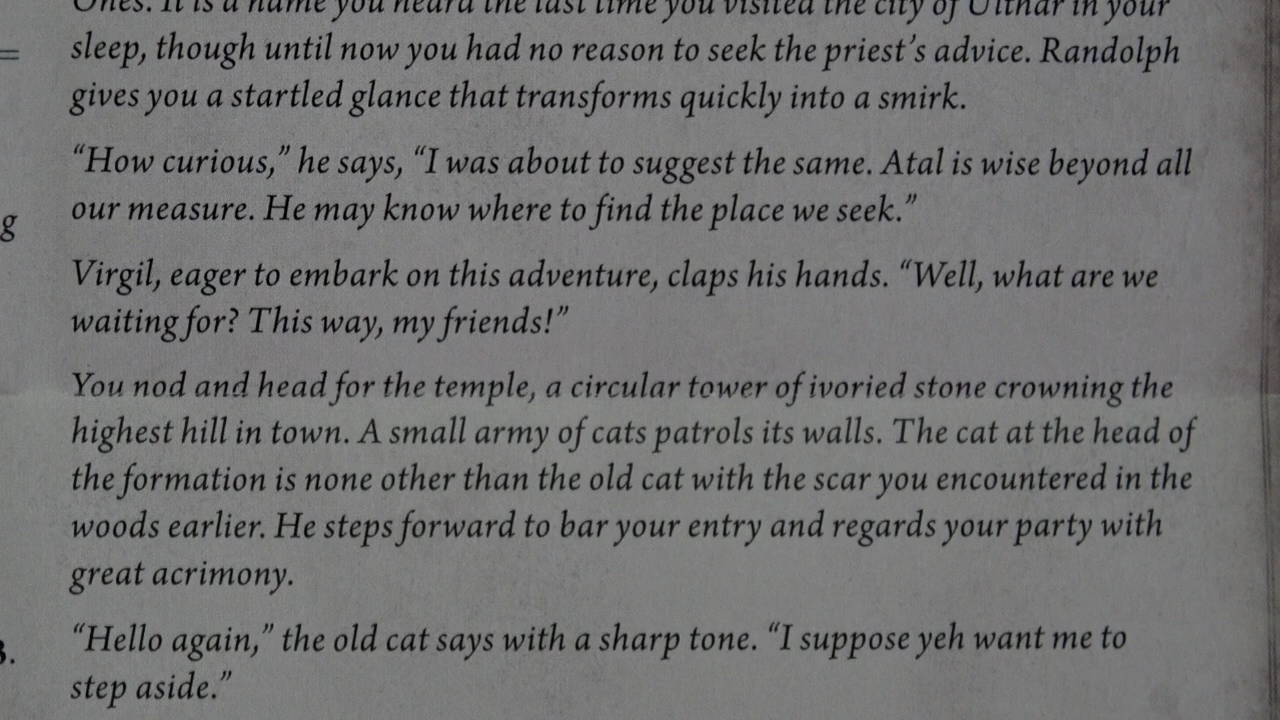 Ones. It is a name you heard the last time you visited the city of Ulthar in your
sleep, though until now you had no reason to seek the priest’s advice. Randolph
gives you a startled glance that transforms quickly into a smirk.
“How curious,” he says, “I was about to suggest the same. Atal is wise beyond all
our measure. He may know where to find the place we seek.”
g
Virgil, eager to embark on this adventure, claps his hands. “Well, what are we
waiting for? This way, my friends!”
You nod and head for the temple, a circular tower of ivoried stone crowning the
highest hill in town. A small army of cats patrols its walls. The cat at the head of
the formation is none other than the old cat with the scar you encountered in the
woods earlier. He steps forward to bar your entry and regards your party with
great acrimony.
“Hello again,” the old cat says with a sharp tone. “I suppose yeh want me to
step aside.”